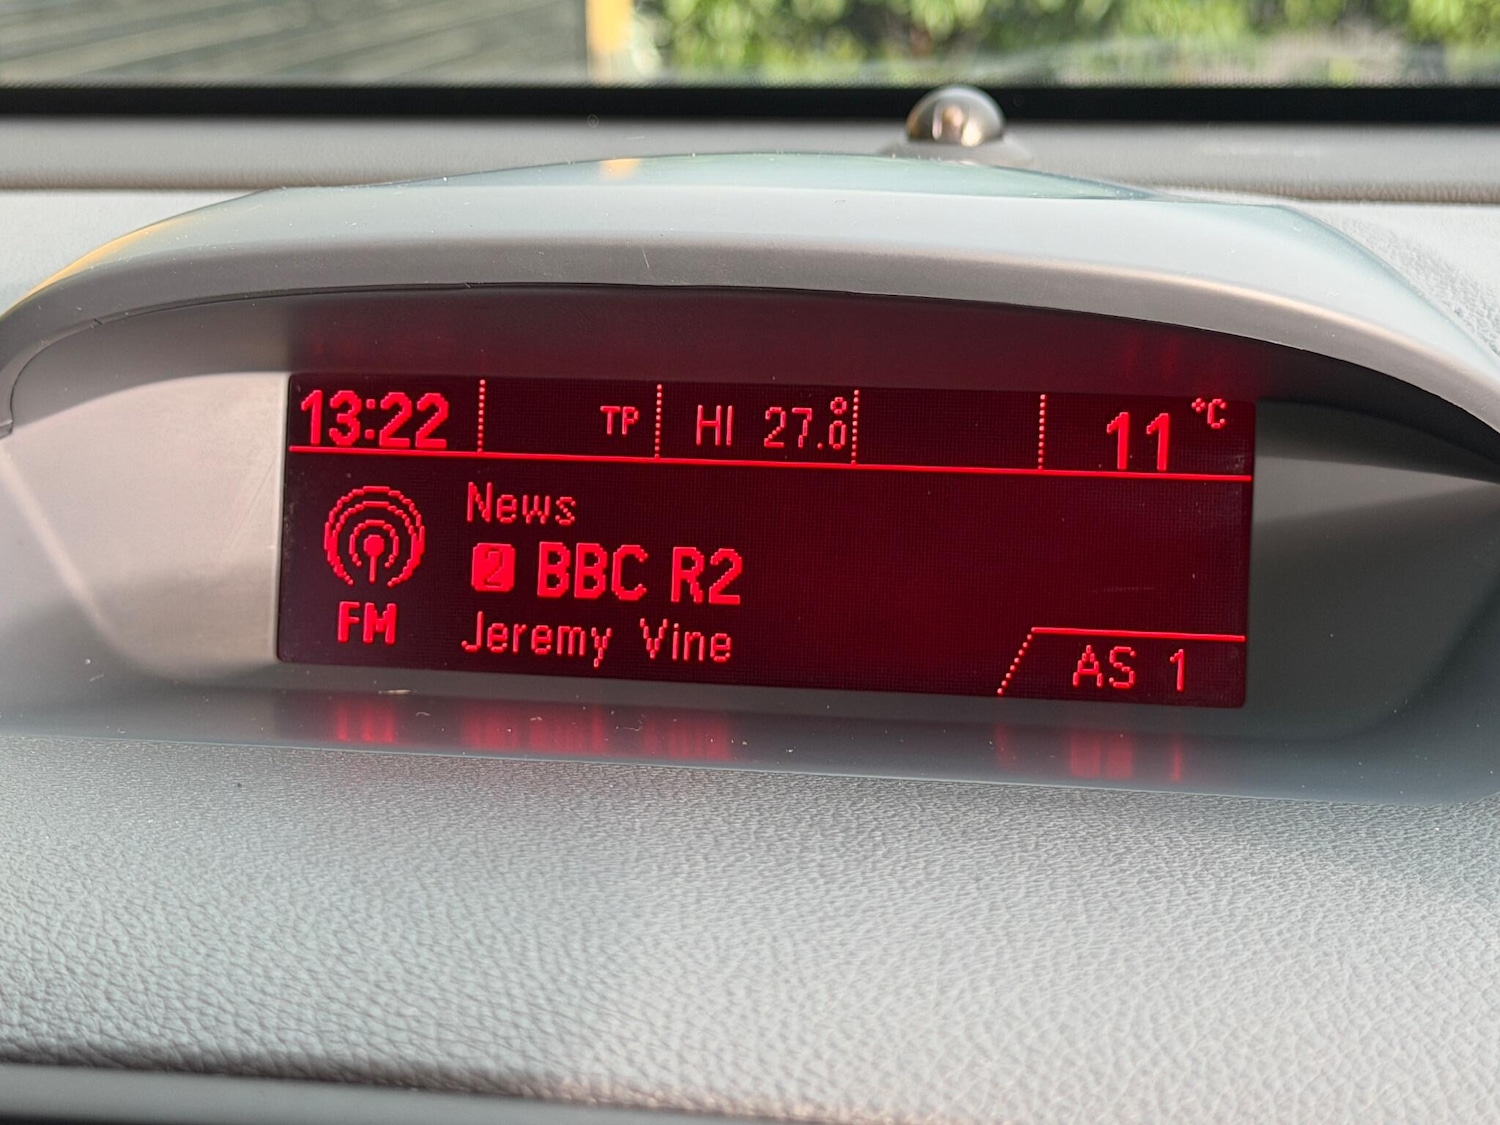 13:22 TP HI 27.0° 11 °C
News
2 BBC R2
FM Jeremy Vine
AS 1